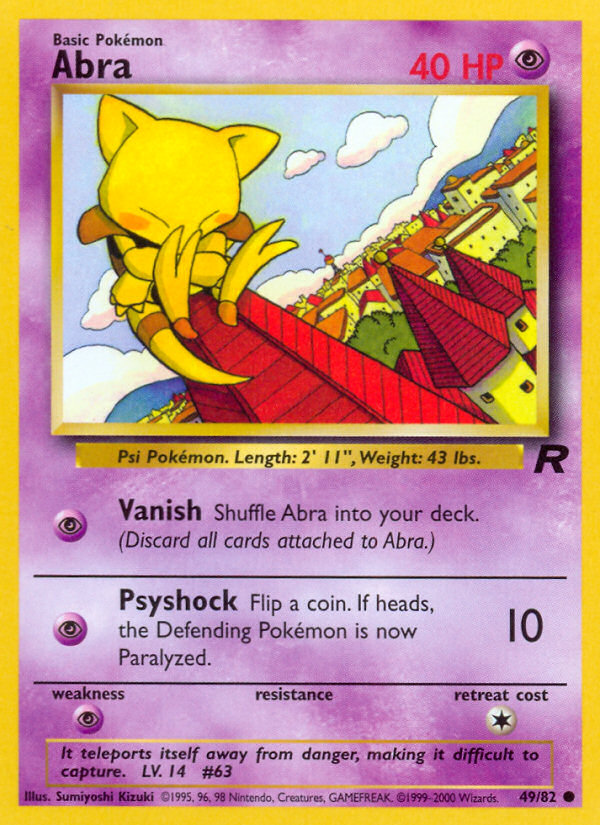 Basic Pokémon
Abra
40 HP
Psi Pokémon. Length: 2' 11", Weight: 43 lbs.
R
Vanish Shuffle Abra into your deck.
(Discard all cards attached to Abra.)
Psyshock Flip a coin. If heads,
the Defending Pokémon is now
Paralyzed.
10
weakness resistance retreat cost
It teleports itself away from danger, making it difficult to
capture. LV. 14 #63
Illus. Sumiyoshi Kizuki ©1995, 96, 98 Nintendo, Creatures, GAMEFREAK. ©1999-2000 Wizards. 49/82